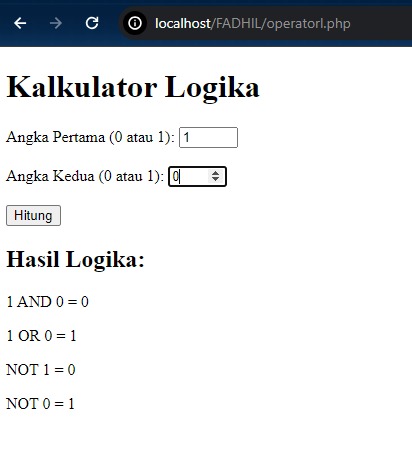 localhost/FADHIL/operatorl.php
Kalkulator Logika
Angka Pertama (0 atau 1): 1
Angka Kedua (0 atau 1): 0
Hitung
Hasil Logika:
1 AND 0 = 0
1 OR 0 = 1
NOT 1 = 0
NOT 0 = 1